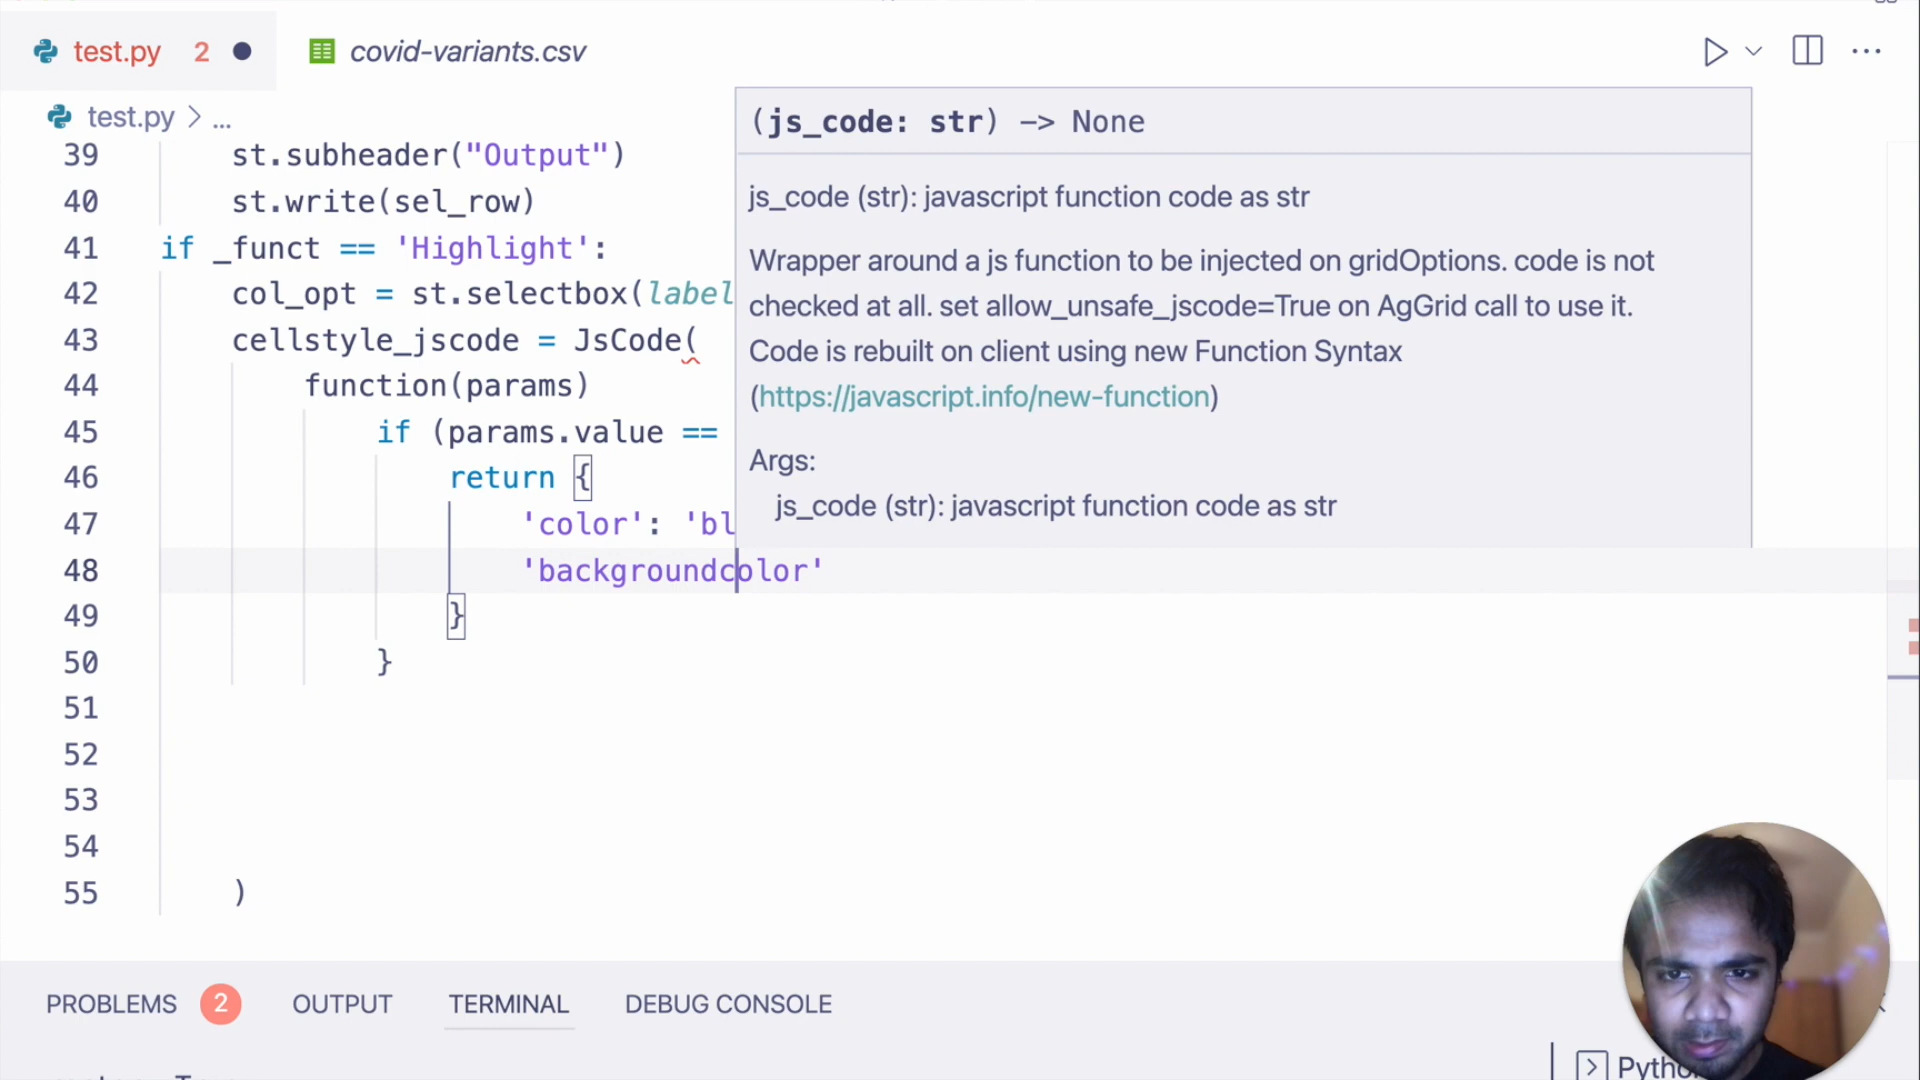 test.py 2
covid-variants.csv
test.py > ...
39 st.subheader("Output")
40 st.write(sel_row)
41 if _funct == 'Highlight':
42 col_opt = st.selectbox(label
43 cellstyle_jscode = JsCode(
44 function(params)
45 if (params.value ==
46 return {
47 'color': 'bl
48 'backgroundcolor'
49 }
50 }
51
52
53
54
55 )
(js_code: str) -> None
js_code (str): javascript function code as str
Wrapper around a js function to be injected on gridOptions. code is not
checked at all. set allow_unsafe_jscode=True on AgGrid call to use it.
Code is rebuilt on client using new Function Syntax
(https://javascript.info/new-function)
Args:
js_code (str): javascript function code as str
PROBLEMS 2 OUTPUT TERMINAL DEBUG CONSOLE